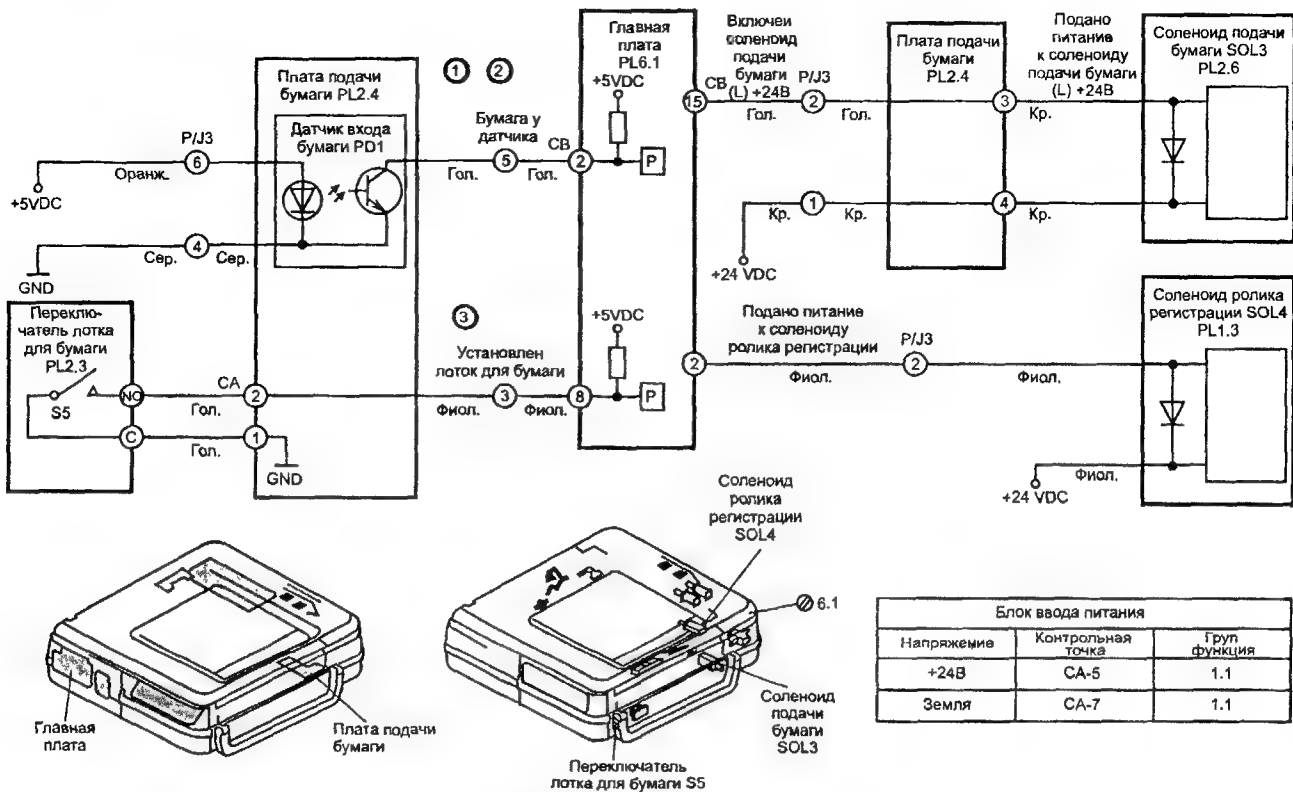 Плата подачи
бумаги PL2.4
Датчик входа
бумаги PD1
P/J3
6
Оранж.
+5VDC
4
Сер.
Сер.
GND
Переклю-
чатель лотка
для бумаги
PL2.3
S5
NO
C
CA
2
Гол.
1
Гол.
GND
1
2
Бумага у
датчика
5
Гол.
Гол.
CB
2
3
Установлен
лоток для бумаги
3
Фиол.
Фиол.
8
Главная
плата
PL6.1
+5VDC
P
+5VDC
P
15
2
Включен
соленоид
подачи
бумаги
(L) +24В
CB
P/J3
2
Гол.
Гол.
Плата подачи
бумаги
PL2.4
3
4
1
Кр.
Кр.
+24 VDC
Подано
питание
к соленоиду
подачи бумаги
(L) +24В
Кр.
Кр.
Соленоид подачи
бумаги SOL3
PL2.6
Подано питание
к соленоиду
ролика регистрации
P/J3
2
Фиол.
Фиол.
Соленоид ролика
регистрации SOL4
PL1.3
+24 VDC
Фиол.
Главная
плата
Плата подачи
бумаги
Соленоид
ролика
регистрации
SOL4
6.1
Соленоид
подачи
бумаги
SOL3
Переключатель
лотка для бумаги S5
Блок ввода питания
Напряжение
Контрольная
точка
Груп
функция
+24В
CA-5
1.1
Земля
CA-7
1.1